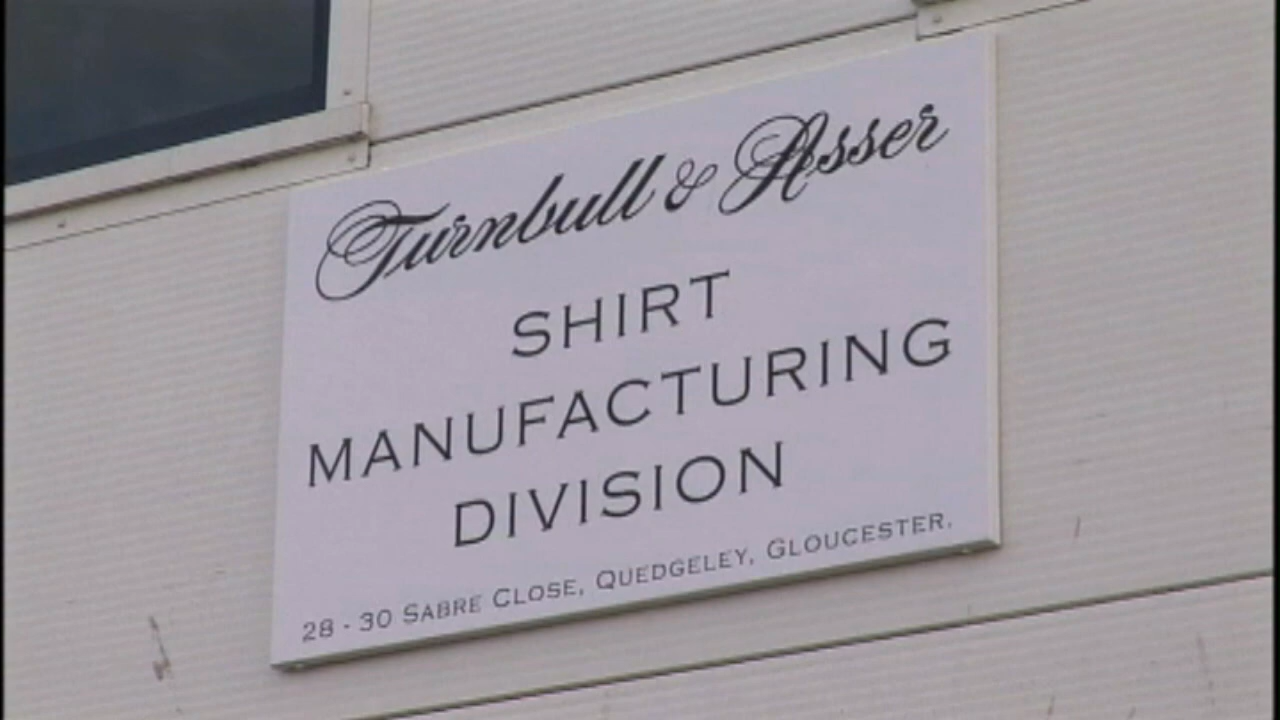 Turnbull & Asser
SHIRT
MANUFACTURING
DIVISION
28 - 30 SABRE CLOSE, QUEDGELEY, GLOUCESTER.